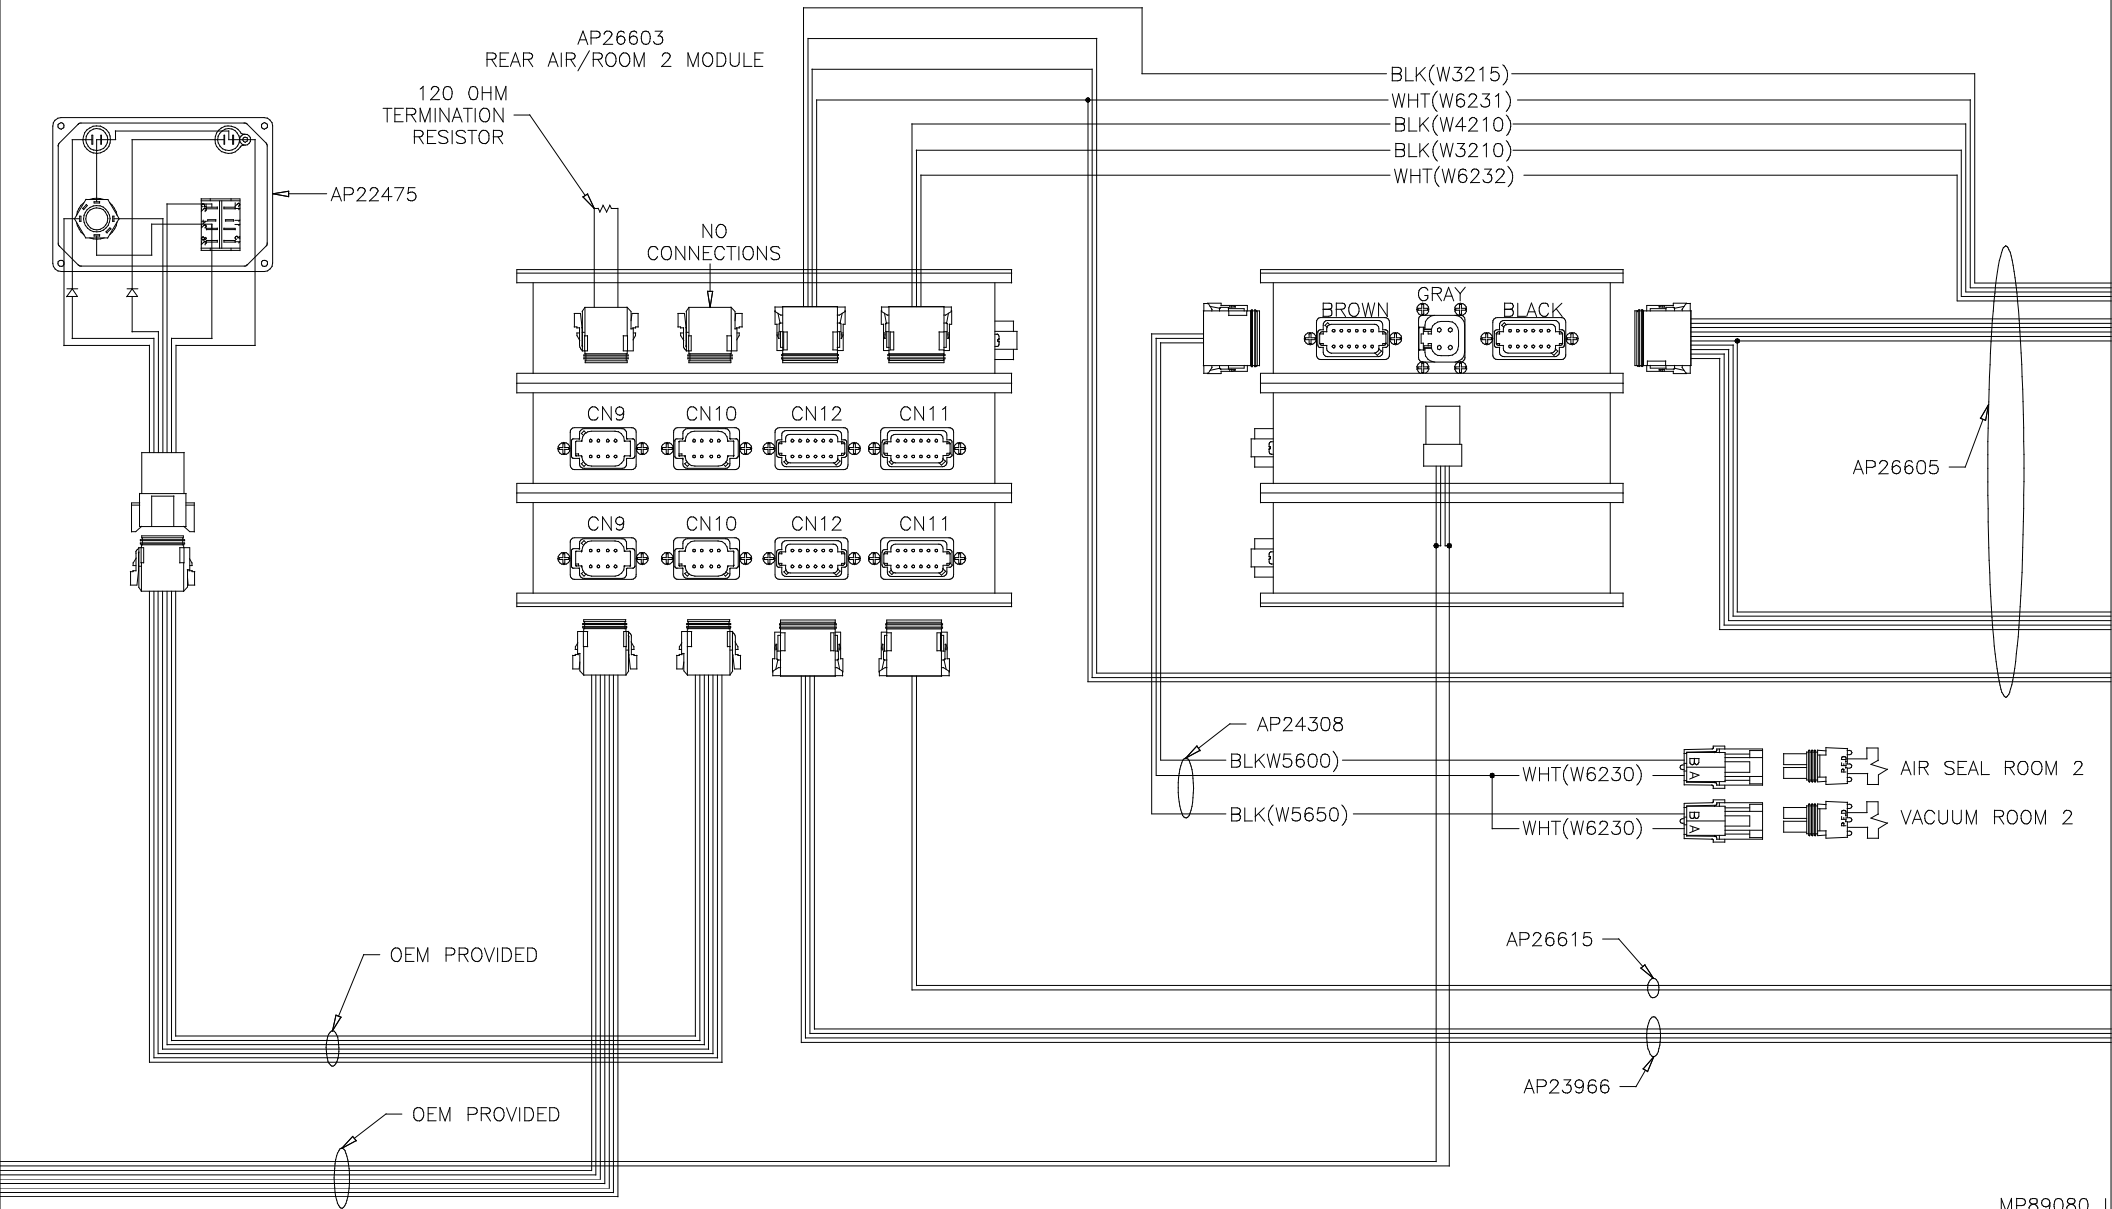 AP26603
REAR AIR/ROOM 2 MODULE
120 OHM
TERMINATION
RESISTOR
BLK(W3215)
WHT(W6231)
BLK(W4210)
BLK(W3210)
WHT(W6232)
AP22475
NO
CONNECTIONS
BROWN
GRAY
BLACK
CN9
CN10
CN12
CN11
AP26605
CN9
CN10
CN12
CN11
AP24308
BLKW5600)
WHT(W6230)
B
A
AIR SEAL ROOM 2
BLK(W5650)
WHT(W6230)
B
A
VACUUM ROOM 2
AP26615
OEM PROVIDED
AP23966
OEM PROVIDED